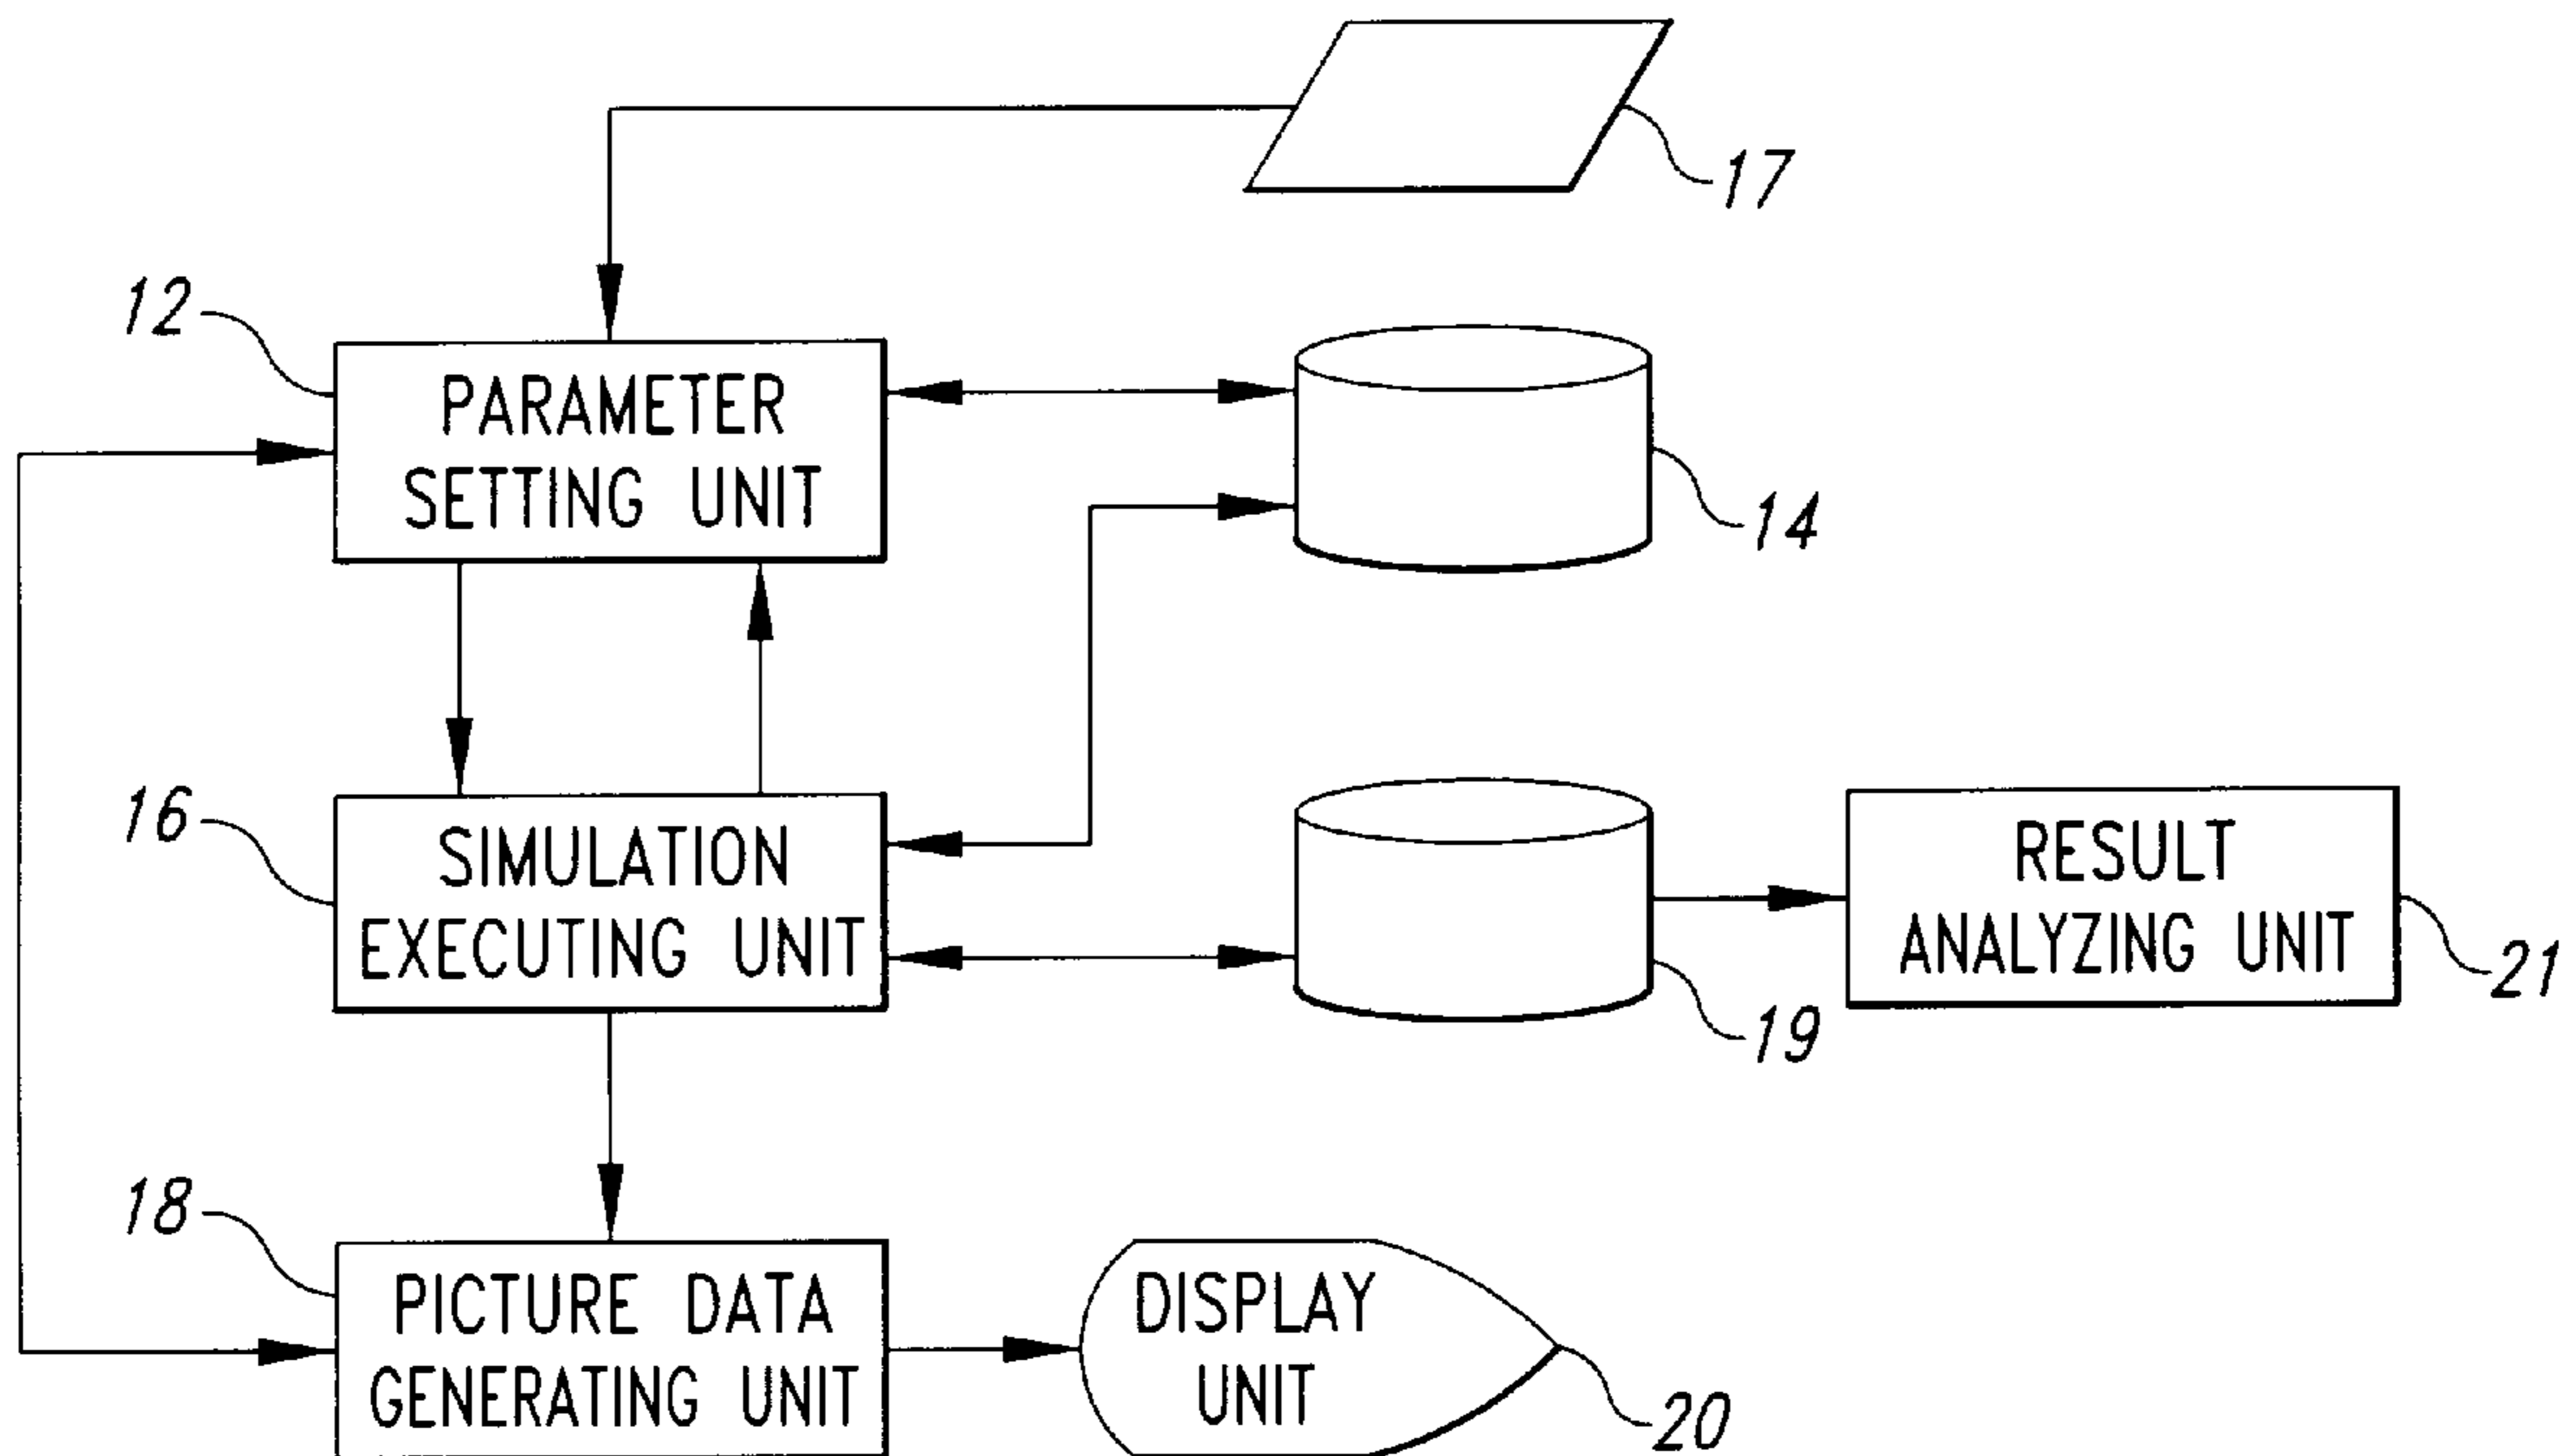 17
12
PARAMETER
SETTING UNIT
14
16
SIMULATION
EXECUTING UNIT
RESULT
ANALYZING UNIT
21
19
18
PICTURE DATA
GENERATING UNIT
DISPLAY
UNIT
20